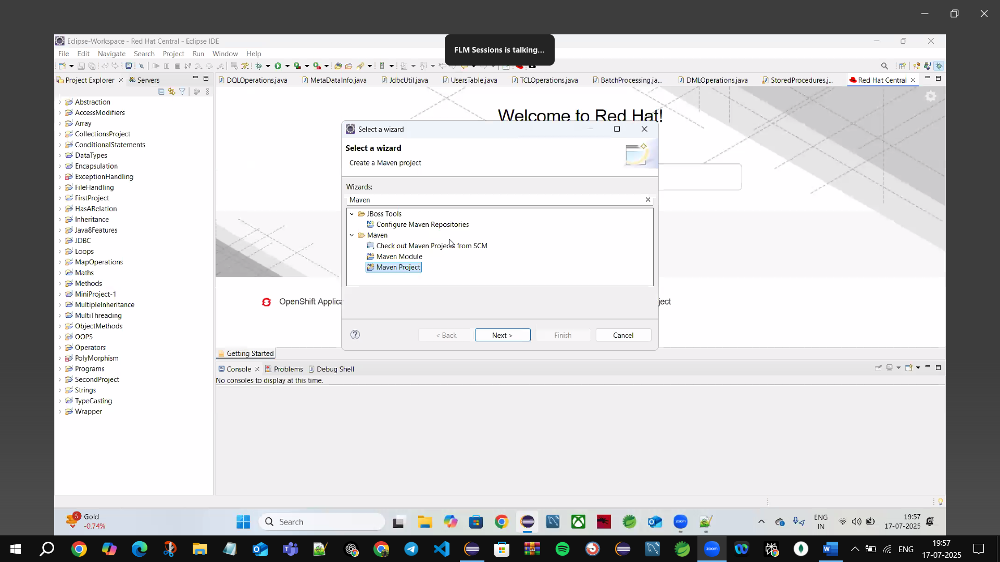 Eclipse-Workspace - Red Hat Central - Eclipse IDE
FLM Sessions is talking...
File Edit Navigate Search Project Run Window Help
Project Explorer
Servers
DQLOperations.java
MetaDataInfo.java
JdbcUtil.java
UsersTable.java
TCLOperations.java
BatchProcessing.ja...
DMLOperations.java
StoredProcedures.j...
Red Hat Central
Abstraction
AccessModifiers
Array
CollectionsProject
ConditionalStatements
DataTypes
Encapsulation
ExceptionHandling
FileHandling
FirstProject
HasARelation
Inheritance
Java8Features
JDBC
Loops
MapOperations
Maths
Methods
MiniProject-1
MultipleInheritance
MultiThreading
ObjectMethods
OOPS
Operators
PolyMorphism
Programs
SecondProject
Strings
TypeCasting
Wrapper
Welcome to Red Hat!
Select a wizard
Select a wizard
Create a Maven project
Wizards:
Maven
JBoss Tools
Configure Maven Repositories
Maven
Check out Maven Projects from SCM
Maven Module
Maven Project
OpenShift Applica
ject
< Back
Next >
Finish
Cancel
Getting Started
Console
Problems
Debug Shell
No consoles to display at this time.
5
Gold
-0.74%
Search
zoom
ENG
IN
19:57
17-07-2025
zoom
ENG
19:57
17-07-2025